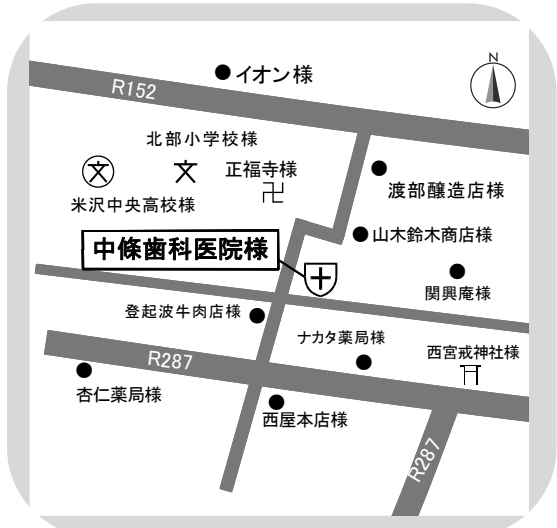 N
イオン様
R152
北部小学校様
正福寺様
文
文
卍
渡部醸造店様
米沢中央高校様
山木鈴木商店様
中條歯科医院様
関興庵様
登起波牛肉店様
ナカタ薬局様
西宮戒神社様
R287
杏仁薬局様
西屋本店様
R287